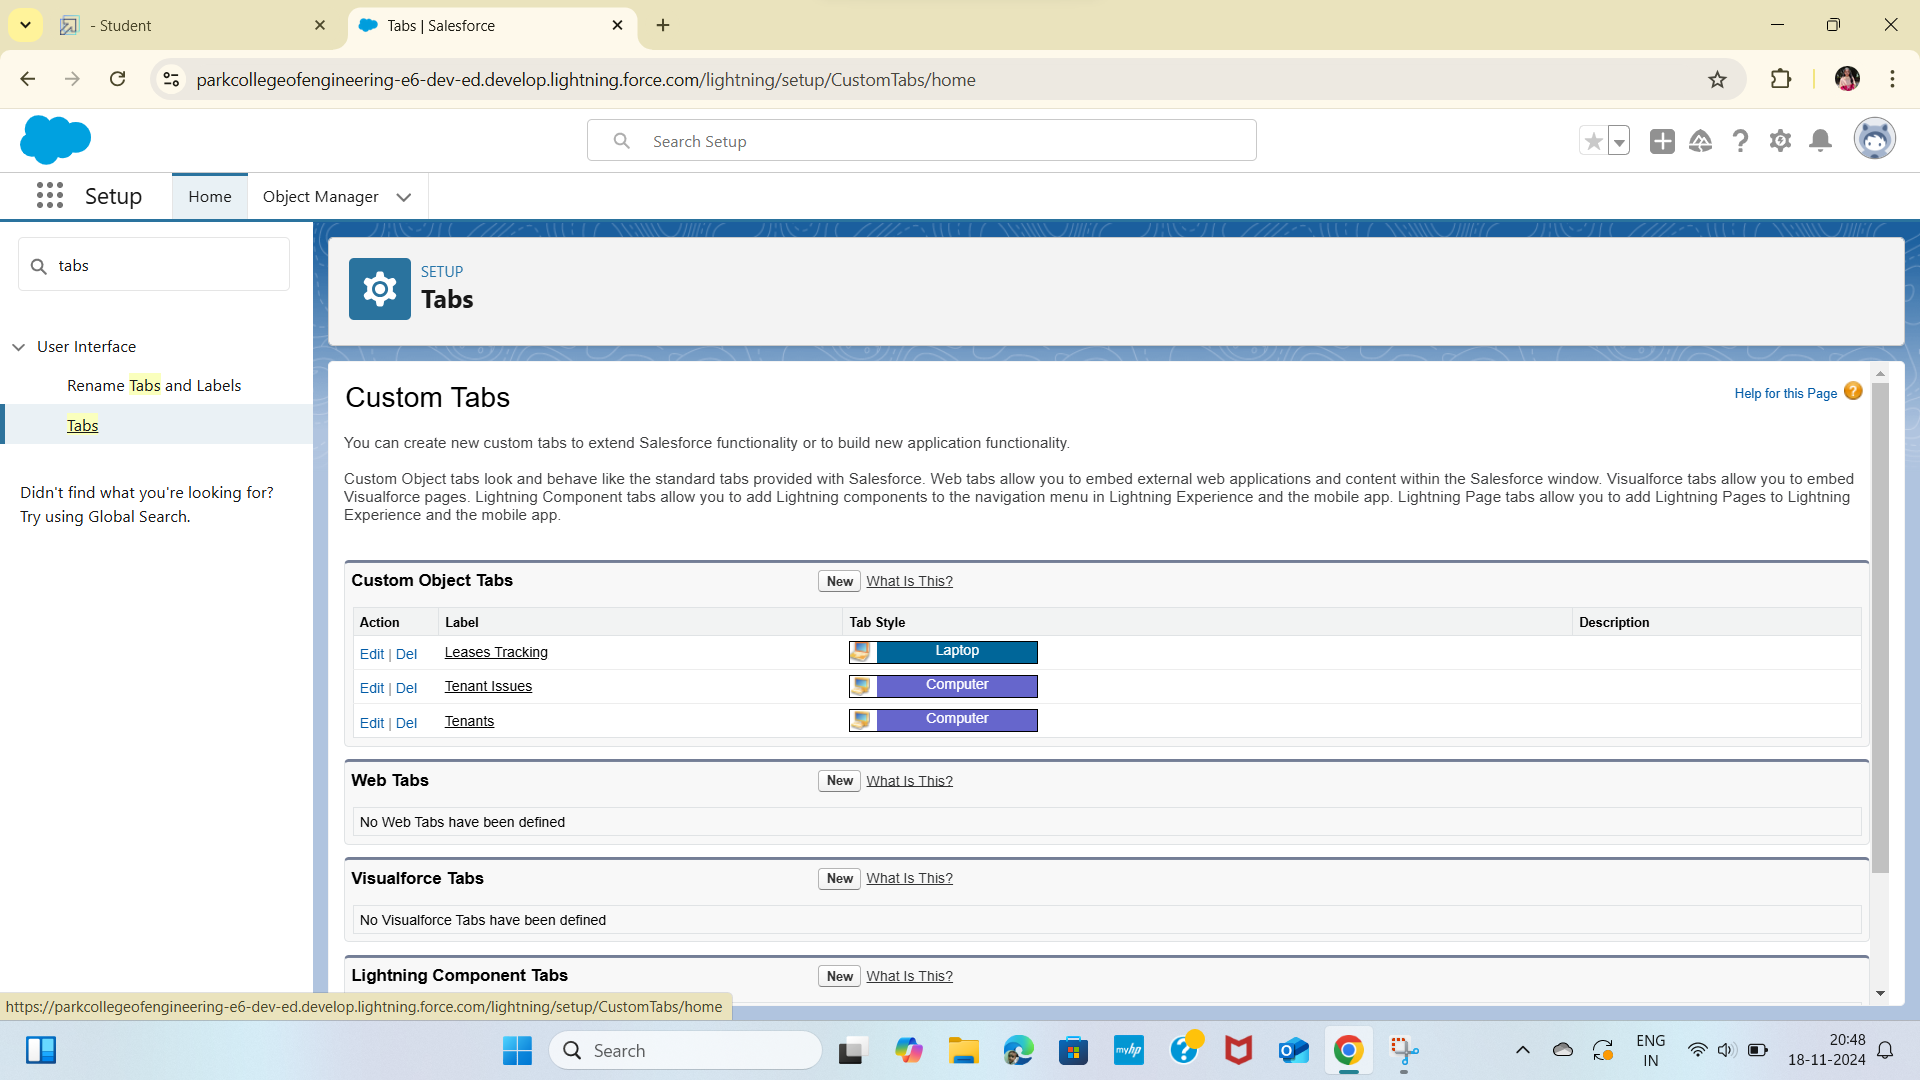 - Student
Tabs | Salesforce
parkcollegeofengineering-e6-dev-ed.develop.lightning.force.com/lightning/setup/CustomTabs/home
Search Setup
Setup
Home
Object Manager
tabs
User Interface
Rename Tabs and Labels
Tabs
Didn't find what you're looking for?
Try using Global Search.
SETUP
Tabs
Custom Tabs
Help for this Page ?
You can create new custom tabs to extend Salesforce functionality or to build new application functionality.
Custom Object tabs look and behave like the standard tabs provided with Salesforce. Web tabs allow you to embed external web applications and content within the Salesforce window. Visualforce tabs allow you to embed
Visualforce pages. Lightning Component tabs allow you to add Lightning components to the navigation menu in Lightning Experience and the mobile app. Lightning Page tabs allow you to add Lightning Pages to Lightning
Experience and the mobile app.
Custom Object Tabs New What Is This?
Action Label Tab Style Description
Edit | Del Leases Tracking Laptop
Edit | Del Tenant Issues Computer
Edit | Del Tenants Computer
Web Tabs New What Is This?
No Web Tabs have been defined
Visualforce Tabs New What Is This?
No Visualforce Tabs have been defined
Lightning Component Tabs New What Is This?
https://parkcollegeofengineering-e6-dev-ed.develop.lightning.force.com/lightning/setup/CustomTabs/home
Search
myhp
ENG
IN
20:48
18-11-2024